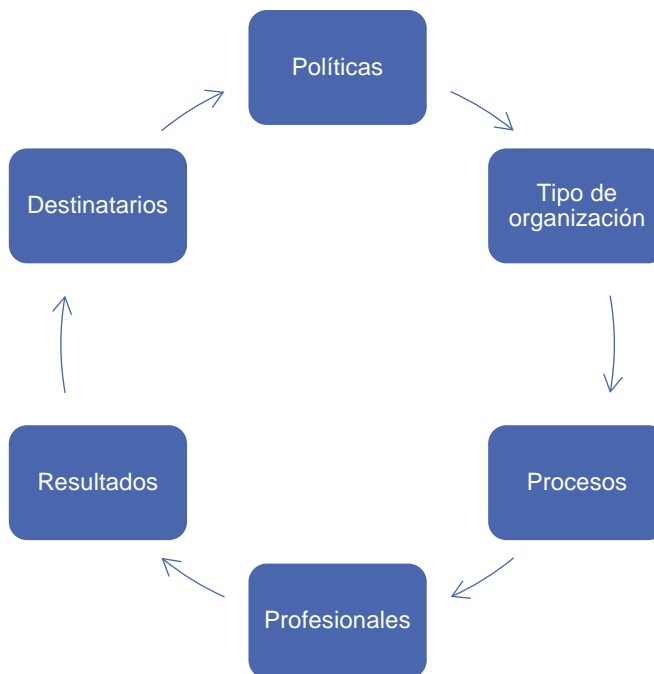 Políticas
Tipo de
organización
Procesos
Profesionales
Resultados
Destinatarios